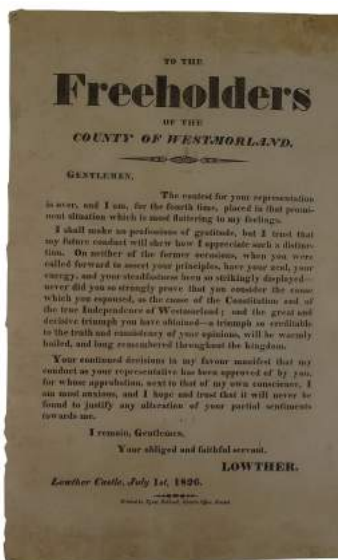 TO THE
Freeholders
OF THE
COUNTY OF WESTMORLAND.
GENTLEMEN,
The contest for your representation
is over, and I am, for the fourth time, placed in that promi-
nent situation which is most flattering to my feelings.
I shall make no professions of gratitude, but I trust that
my future conduct will shew how I appreciate such a distinc-
tion. On neither of the former occasions, when you were
called forward to assert your principles, have your zeal, your
energy, and your steadfastness been so strikingly displayed—
never did you so strongly prove that you consider the cause
which you espoused, as the cause of the Constitution and of
the true Independence of Westmorland; and the great and
decisive triumph you have obtained—a triumph so creditable
to the truth and consistency of your opinions, will be warmly
hailed, and long remembered throughout the kingdom.
Your continued decisions in my favour manifest that my
conduct as your representative has been approved of by you,
for whose approbation, next to that of my own conscience, I
am most anxious, and I hope and trust that it will never be
found to justify any alteration of your partial sentiments
towards me.
I remain, Gentlemen,
Your obliged and faithful servant,
LOWTHER.
Lowther Castle, July 1st, 1826.